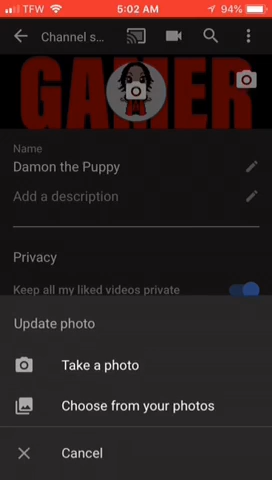 TFW 5:02 AM 94%
Channel s...
GAMER
Name
Damon the Puppy
Add a description
Privacy
Keep all my liked videos private
Update photo
Take a photo
Choose from your photos
Cancel